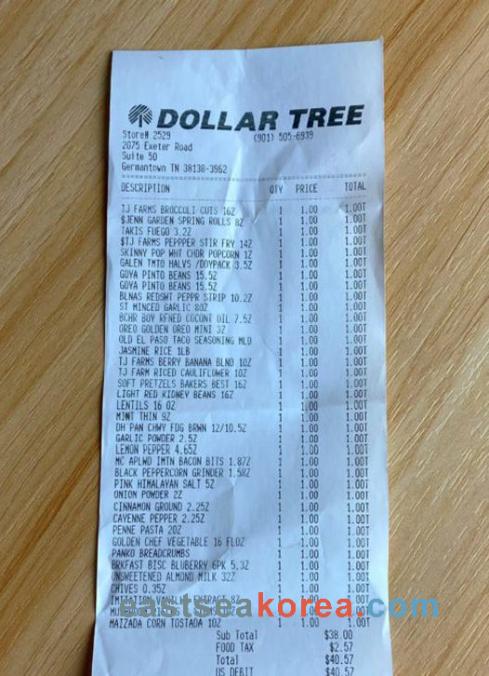 DOLLAR TREE
Store# 2529 (901) 505-6939
2075 Exeter Road
Suite 50
Germantown TN 38138-3962
DESCRIPTION QTY PRICE TOTAL
TJ FARMS BROCCOLI CUTS 16Z 1 1.00 1.00T
$JENN GARDEN SPRING ROLLS 8Z 1 1.00 1.00T
TAKIS FUEGO 3.2Z 1 1.00 1.00T
$TJ FARMS PEPPPER STIR FRY 14Z 1 1.00 1.00T
SKINNY POP WHT CHDR POPCORN 1Z 1 1.00 1.00T
GALEN TMTO HALVS /DOYPACK 3.5Z 1 1.00 1.00T
GOYA PINTO BEANS 15.5Z 1 1.00 1.00T
GOYA PINTO BEANS 15.5Z 1 1.00 1.00T
BLNAS REDSWT PEPPR STRIP 10.2Z 1 1.00 1.00T
ST MINCED GARLIC 8OZ 1 1.00 1.00T
BCHR BOY RFNED COCONT OIL 7.5Z 1 1.00 1.00T
OREO GOLDEN OREO MINI 3Z 1 1.00 1.00T
OLD EL PASO TACO SEASONING MLD 1 1.00 1.00T
JASMINE RICE 1LB 1 1.00 1.00T
TJ FARMS BERRY BANANA BLND 10Z 1 1.00 1.00T
TJ FARM RICED CAULIFLOWER 10Z 1 1.00 1.00T
SOFT PRETZELS BAKERS BEST 16Z 1 1.00 1.00T
LIGHT RED KIDNEY BEANS 16Z 1 1.00 1.00T
LENTILS 16 OZ 1 1.00 1.00T
MINT THIN 9Z 1 1.00 1.00T
DH PAN CHWY FDG BRWN 12/10.5Z 1 1.00 1.00T
GARLIC POWDER 2.5Z 1 1.00 1.00T
LEMON PEPPER 4.65Z 1 1.00 1.00T
MC APLWD IMTN BACON BITS 1.87Z 1 1.00 1.00T
BLACK PEPPERCORN GRINDER 1.58Z 1 1.00 1.00T
PINK HIMALAYAN SALT 5Z 1 1.00 1.00T
ONION POWDER 2Z 1 1.00 1.00T
CINNAMON GROUND 2.25Z 1 1.00 1.00T
CAYENNE PEPPER 2.25Z 1 1.00 1.00T
PENNE PASTA 20Z 1 1.00 1.00T
GOLDEN CHEF VEGETABLE 16 FLOZ 1 1.00 1.00T
PANKO BREADCRUMBS 1 1.00 1.00T
BRKFAST BISC BLUBERRY 6PK 5.3Z 1 1.00 1.00T
UNSWEETENED ALMOND MILK 32Z 1 1.00 1.00T
CHIVES 0.35Z 1 1.00 1.00T
IMITATION VANILLA EXTRACT 8Z 1 1.00 1.00T
eastseakorea.com
1 1.00 1.00T
MAIZADA CORN TOSTADA 10Z 1 1.00 1.00T
Sub Total $38.00
FOOD TAX $2.57
Total $40.57
US DEBIT $40.57